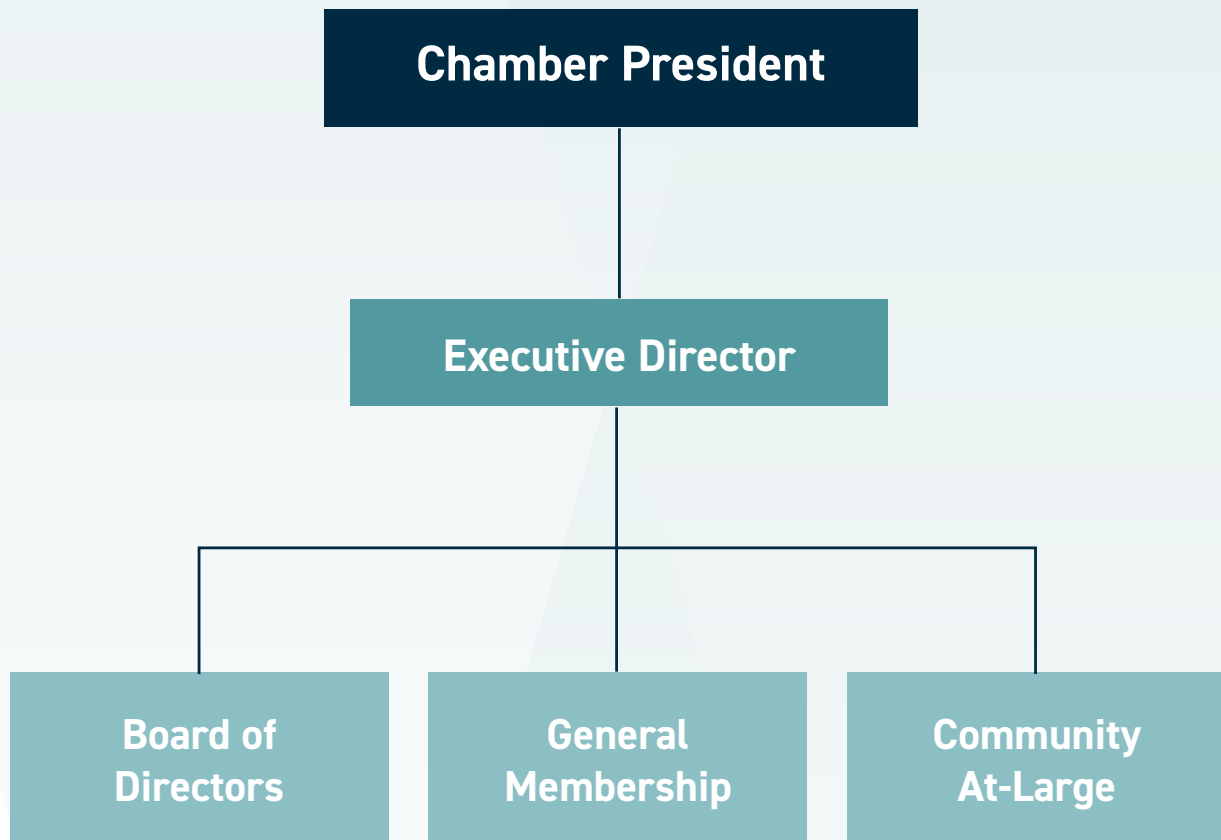 Chamber President
Executive Director
Board of
Directors
General
Membership
Community
At-Large